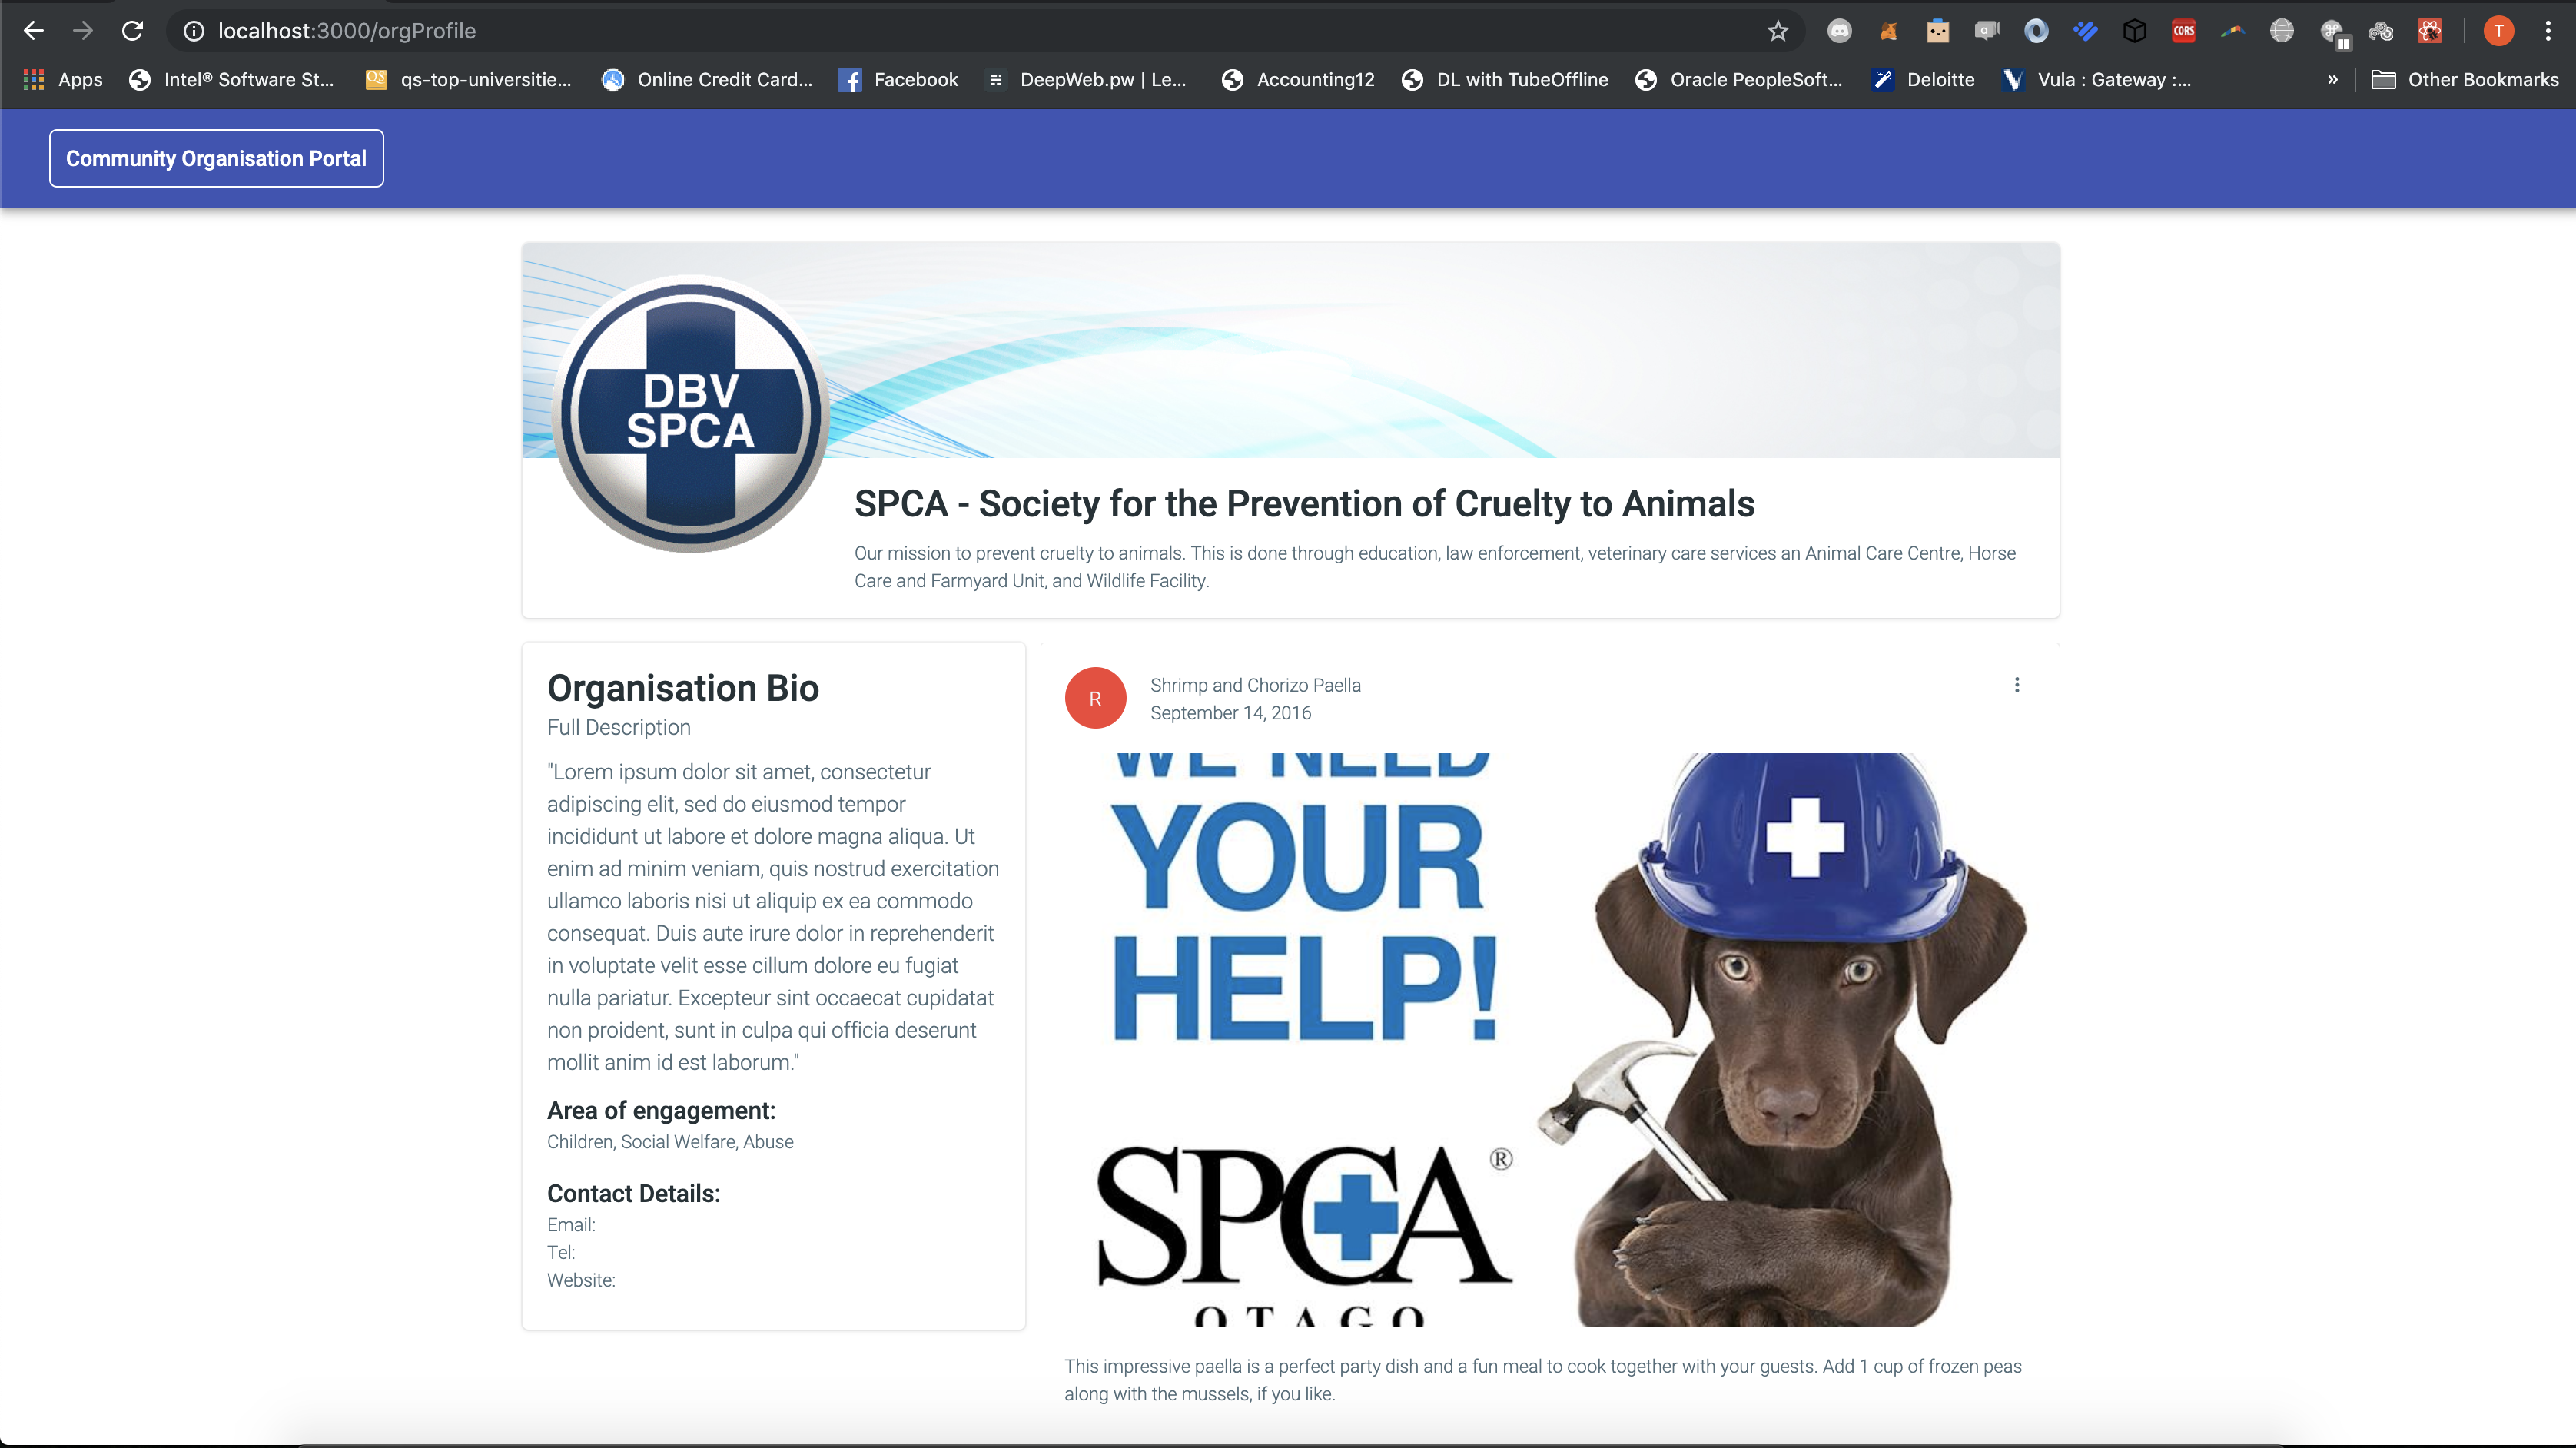 localhost:3000/orgProfile
Apps
Intel® Software St...
QS
qs-top-universitie...
Online Credit Card...
Facebook
DeepWeb.pw | Le...
Accounting12
DL with TubeOffline
Oracle PeopleSoft...
Deloitte
Vula : Gateway :...
»
Other Bookmarks
CORS
T
Community Organisation Portal
DBV
SPCA
SPCA - Society for the Prevention of Cruelty to Animals
Our mission to prevent cruelty to animals. This is done through education, law enforcement, veterinary care services an Animal Care Centre, Horse
Care and Farmyard Unit, and Wildlife Facility.
Organisation Bio
Full Description
"Lorem ipsum dolor sit amet, consectetur
adipiscing elit, sed do eiusmod tempor
incididunt ut labore et dolore magna aliqua. Ut
enim ad minim veniam, quis nostrud exercitation
ullamco laboris nisi ut aliquip ex ea commodo
consequat. Duis aute irure dolor in reprehenderit
in voluptate velit esse cillum dolore eu fugiat
nulla pariatur. Excepteur sint occaecat cupidatat
non proident, sunt in culpa qui officia deserunt
mollit anim id est laborum."
Area of engagement:
Children, Social Welfare, Abuse
Contact Details:
Email:
Tel:
Website:
R
Shrimp and Chorizo Paella
September 14, 2016
WE NEED
YOUR
HELP!
SPCA®
OTAGO
This impressive paella is a perfect party dish and a fun meal to cook together with your guests. Add 1 cup of frozen peas
along with the mussels, if you like.